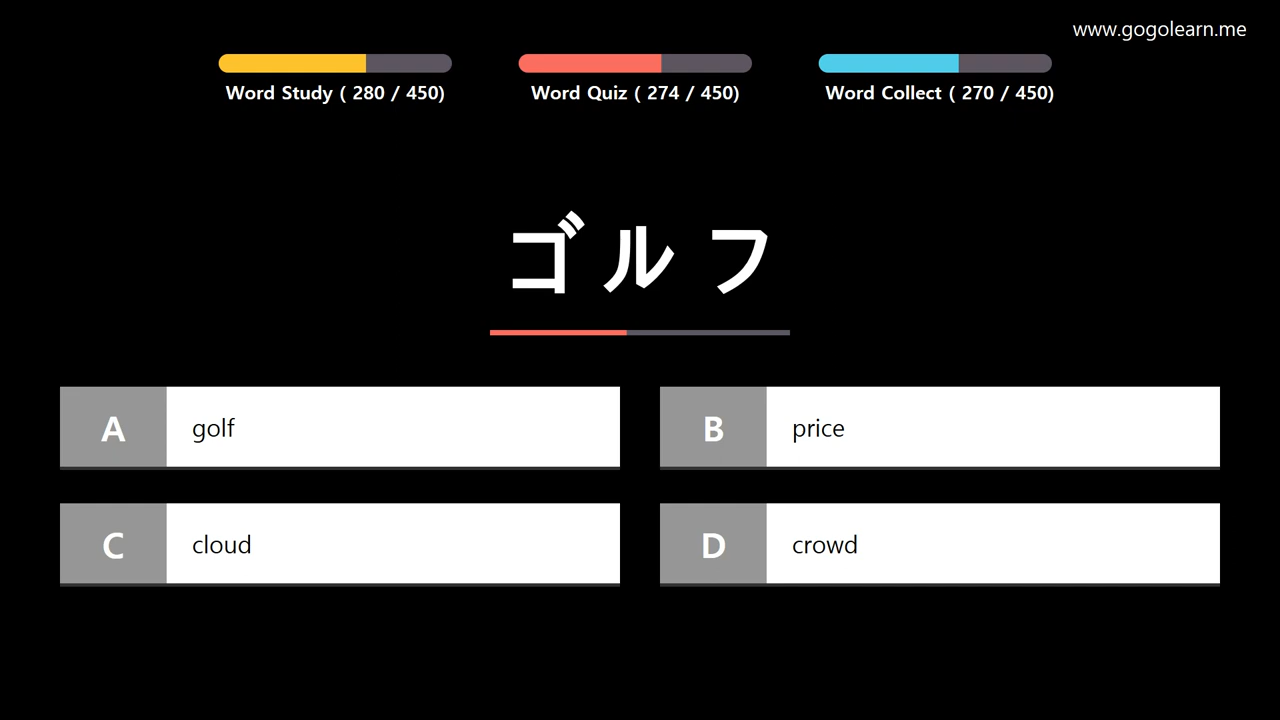 www.gogolearn.me
Word Study ( 280 / 450)
Word Quiz ( 274 / 450)
Word Collect ( 270 / 450)
ゴルフ
A golf
B price
C cloud
D crowd